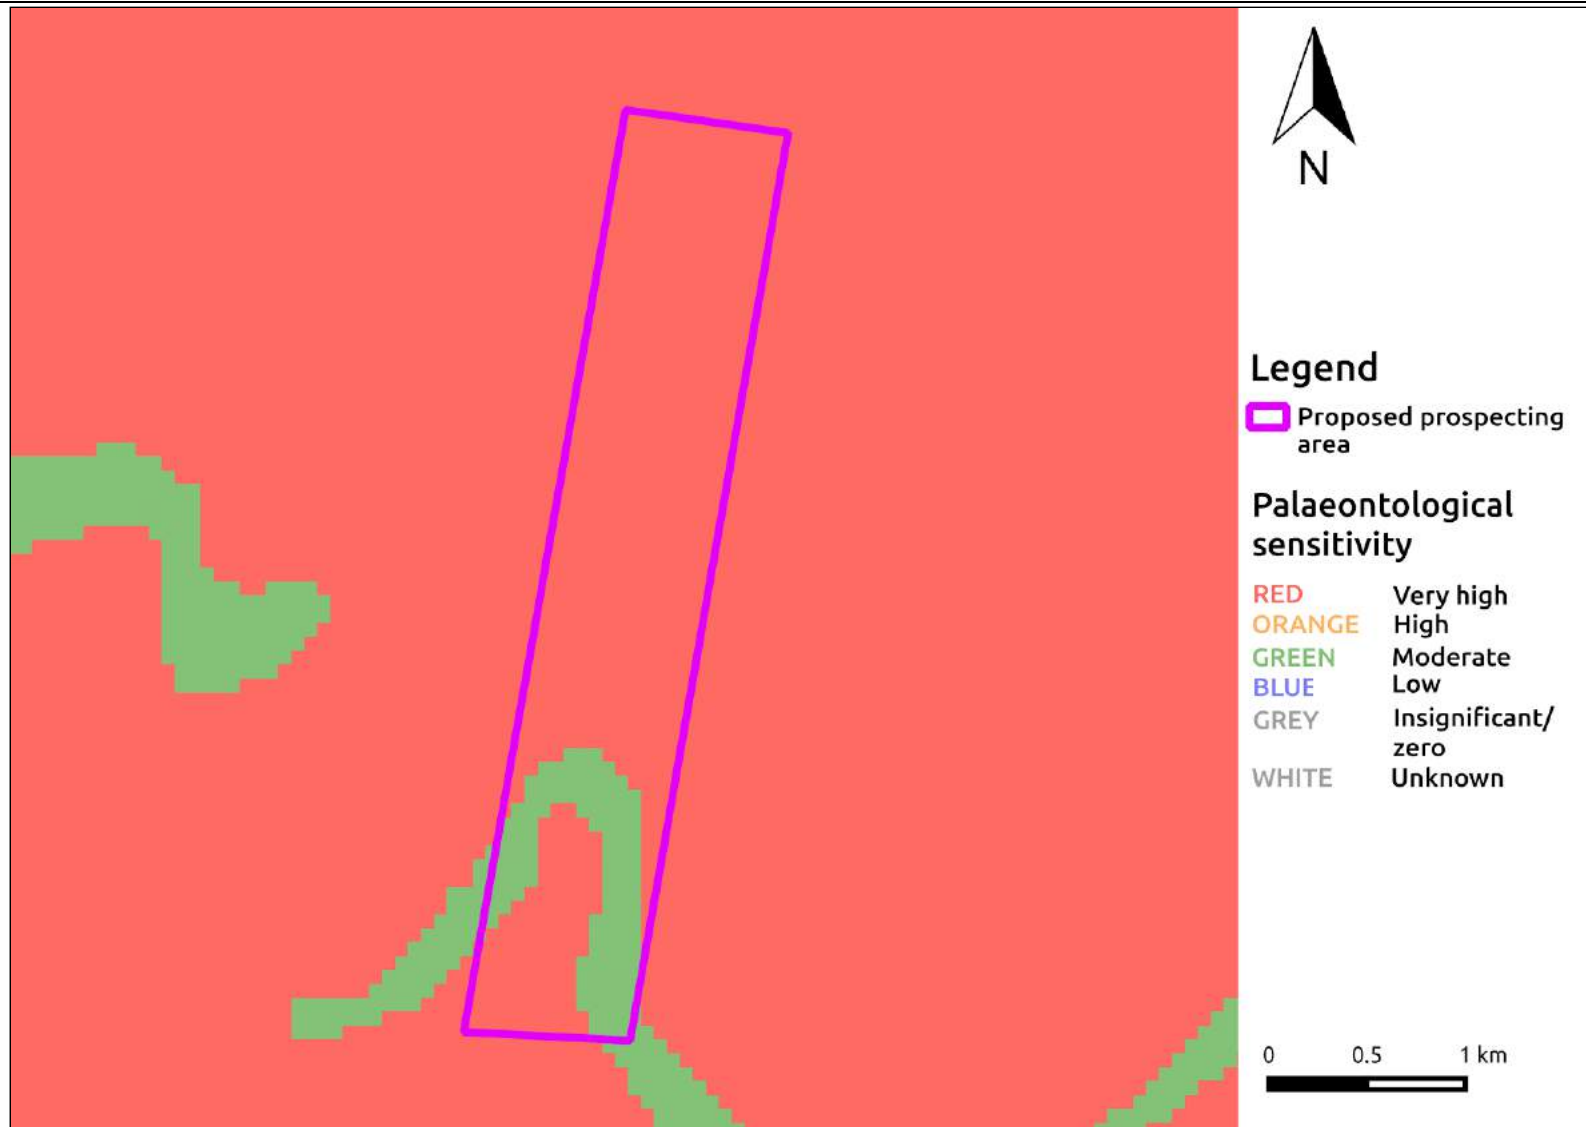 N
Legend
Proposed prospecting
area
Palaeontological
sensitivity
RED Very high
ORANGE High
GREEN Moderate
BLUE Low
GREY Insignificant/
zero
WHITE Unknown
0 0.5 1 km